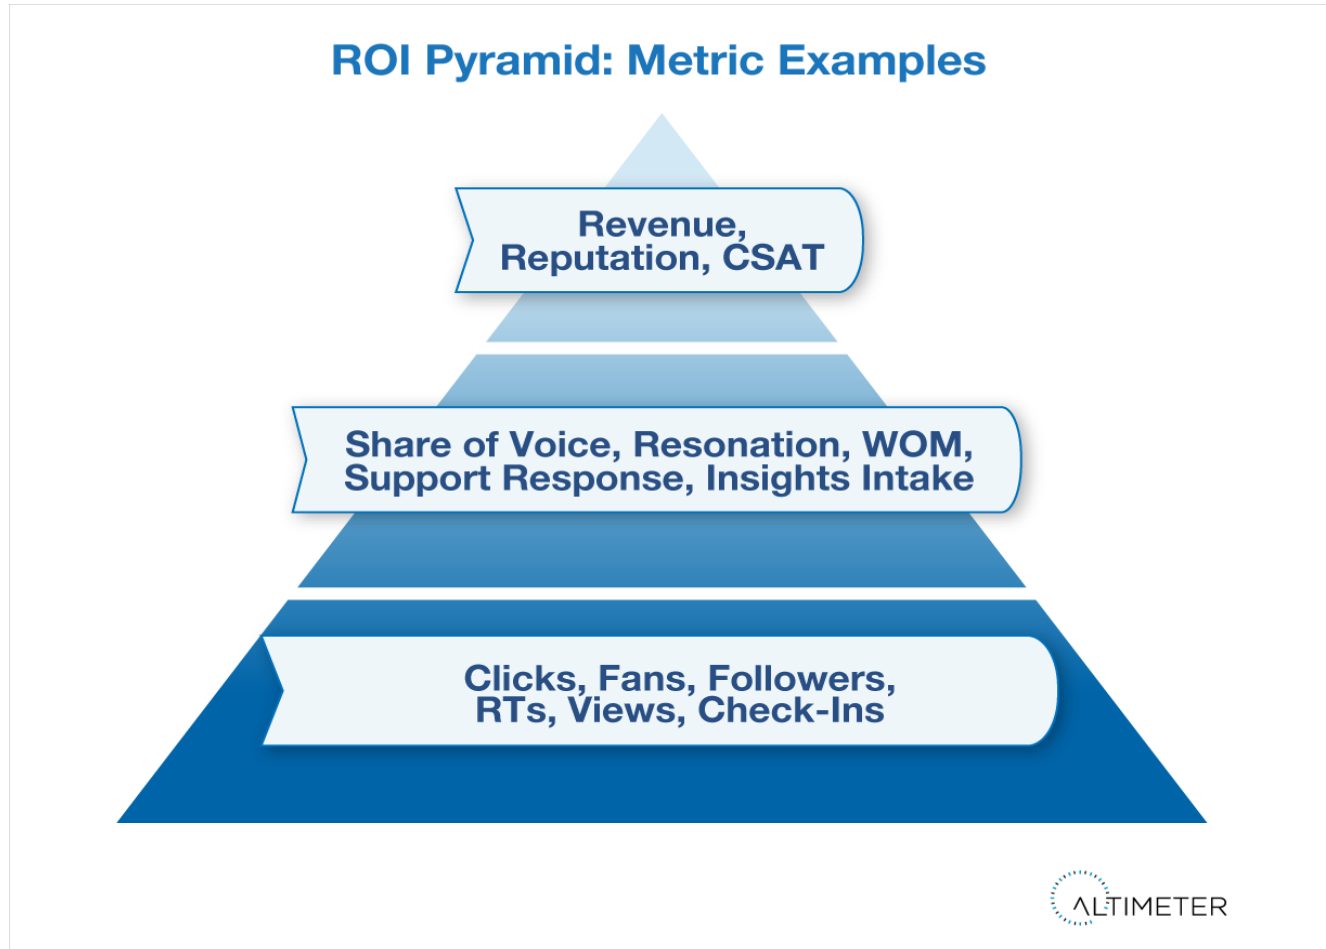 ROI Pyramid: Metric Examples
Revenue,
Reputation, CSAT
Share of Voice, Resonation, WOM,
Support Response, Insights Intake
Clicks, Fans, Followers,
RTs, Views, Check-Ins
ALTIMETER